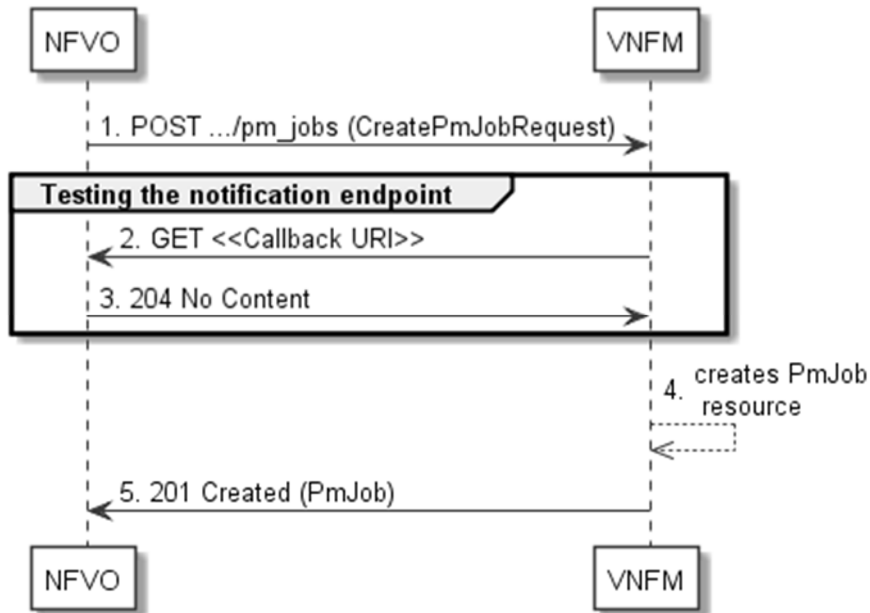 NFVO
VNFM
1. POST .../pm_jobs (CreatePmJobRequest)
Testing the notification endpoint
2. GET <<Callback URI>>
3. 204 No Content
4. creates PmJob
resource
5. 201 Created (PmJob)
NFVO
VNFM